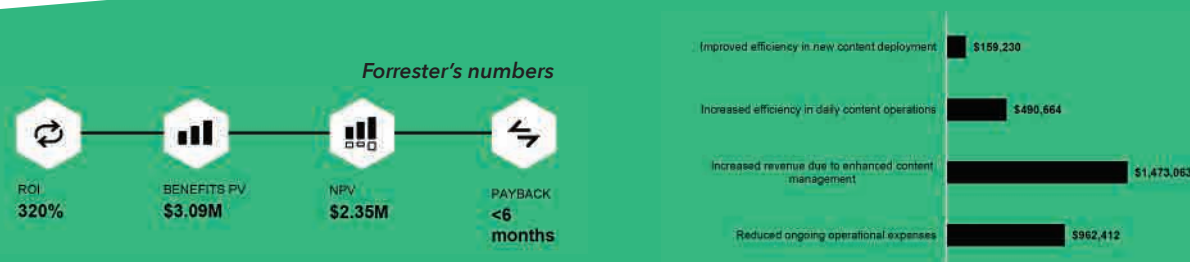 Forrester’s numbers
ROI
320%
BENEFITS PV
$3.09M
NPV
$2.35M
PAYBACK
<6
months
Improved efficiency in new content deployment
$159,230
Increased efficiency in daily content operations
$490,664
Increased revenue due to enhanced content
management
$1,473,063
Reduced ongoing operational expenses
$962,412